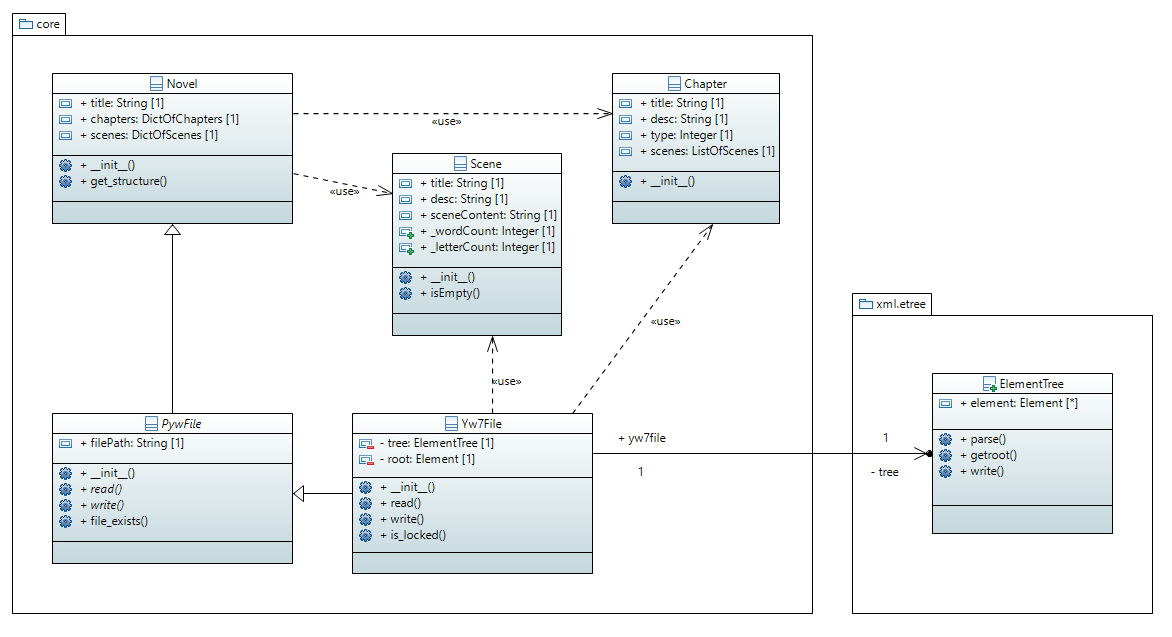 core
Novel
+ title: String [1]
+ chapters: DictOfChapters [1]
+ scenes: DictOfScenes [1]
+ __init__()
+ get_structure()
«use»
«use»
Chapter
+ title: String [1]
+ desc: String [1]
+ type: Integer [1]
+ scenes: ListOfScenes [1]
+ __init__()
Scene
+ title: String [1]
+ desc: String [1]
+ sceneContent: String [1]
+ _wordCount: Integer [1]
+ _letterCount: Integer [1]
+ __init__()
+ isEmpty()
«use»
«use»
PywFile
+ filePath: String [1]
+ __init__()
+ read()
+ write()
+ file_exists()
Yw7File
- tree: ElementTree [1]
- root: Element [1]
+ __init__()
+ read()
+ write()
+ is_locked()
+ yw7file
1
1
- tree
xml.etree
ElementTree
+ element: Element [*]
+ parse()
+ getroot()
+ write()